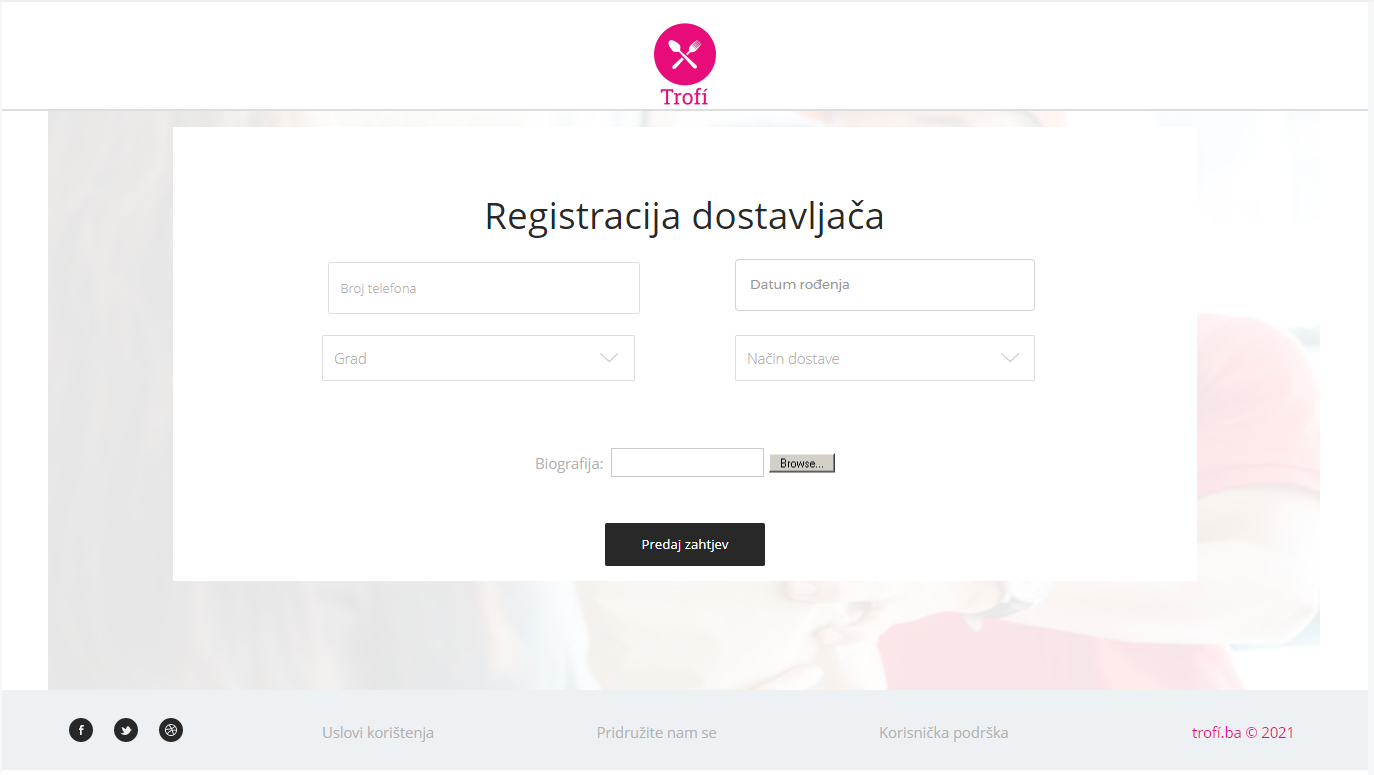 Trofí
Registracija dostavljača
Broj telefona
Datum rođenja
Grad
Način dostave
Biografija:
Browse...
Predaj zahtjev
Uslovi korištenja
Pridružite nam se
Korisnička podrška
trofí.ba © 2021